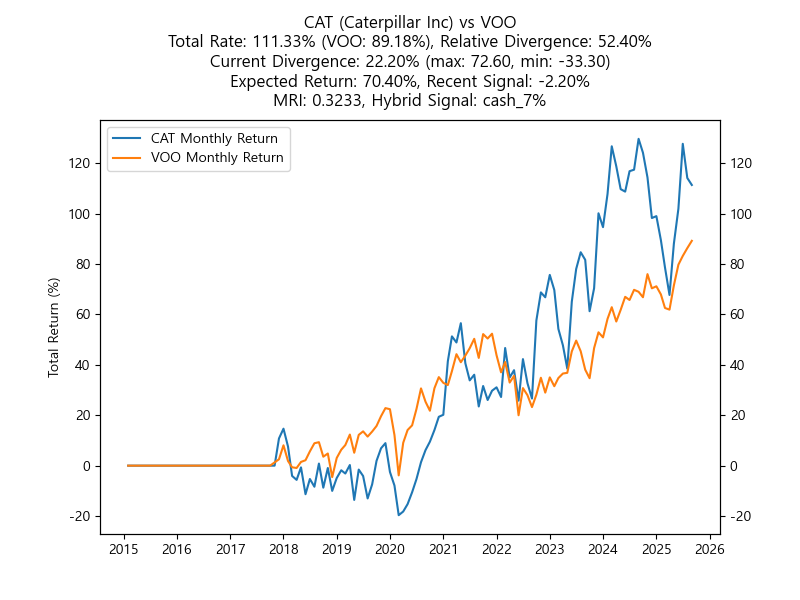 CAT (Caterpillar Inc) vs VOO
Total Rate: 111.33% (VOO: 89.18%), Relative Divergence: 52.40%
Current Divergence: 22.20% (max: 72.60, min: -33.30)
Expected Return: 70.40%, Recent Signal: -2.20%
MRI: 0.3233, Hybrid Signal: cash_7%
CAT Monthly Return
VOO Monthly Return
Total Return (%)
120 120
100 100
80 80
60 60
40 40
20 20
0 0
-20 -20
2015 2016 2017 2018 2019 2020 2021 2022 2023 2024 2025 2026